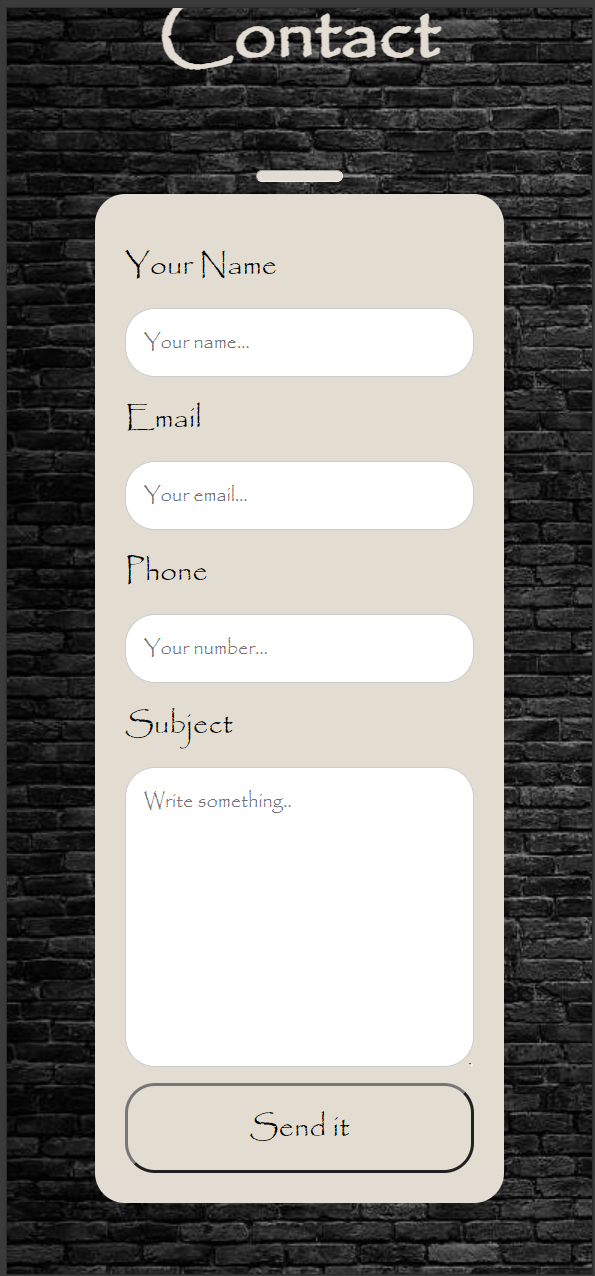 Contact
Your Name
Your name...
Email
Your email...
Phone
Your number...
Subject
Write something..
Send it